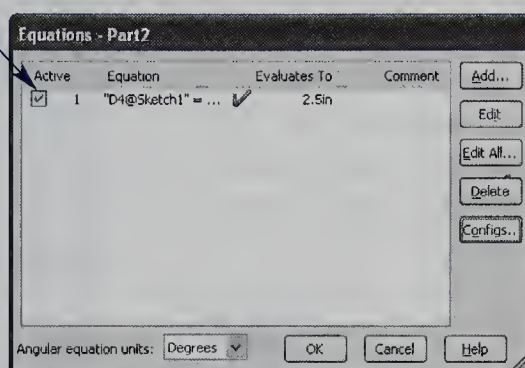 Equations - Part2
Active Equation Evaluates To Comment
1 "D4@Sketch1" = ... 2.5in
Add...
Edit
Edit All...
Delete
Configs..
Angular equation units: Degrees OK Cancel Help